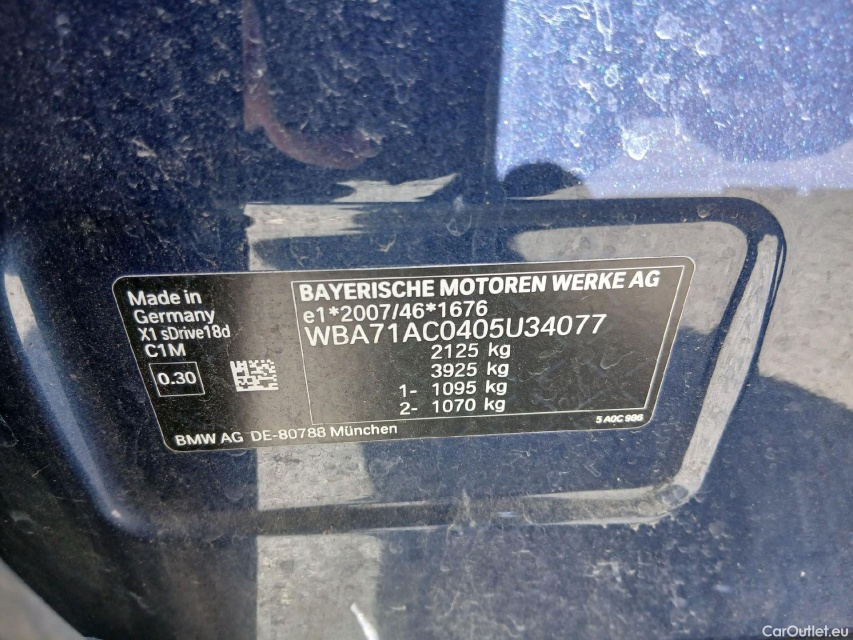 Made in
Germany
X1 sDrive18d
C1M
0.30
BAYERISCHE MOTOREN WERKE AG
e1*2007/46*1676
WBA71AC0405U34077
2125 kg
3925 kg
1- 1095 kg
2- 1070 kg
5 A0C 986
BMW AG DE-80788 München
CarOutlet.eu